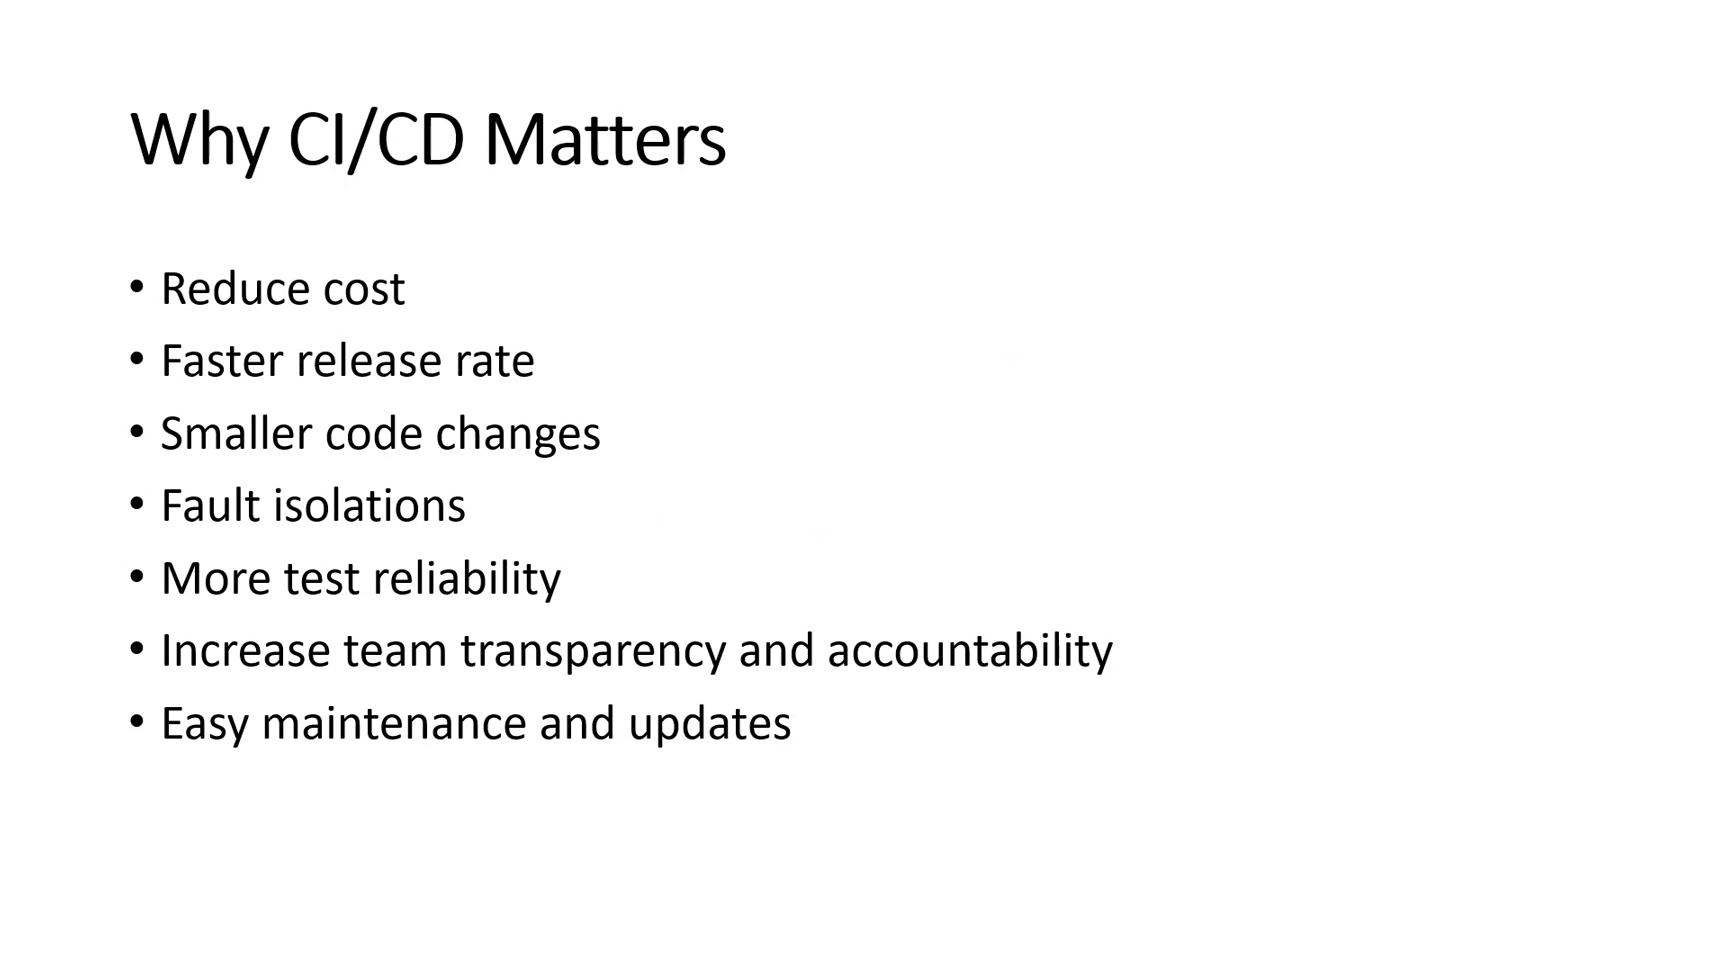 Why CI/CD Matters
• Reduce cost
• Faster release rate
• Smaller code changes
• Fault isolations
• More test reliability
• Increase team transparency and accountability
• Easy maintenance and updates